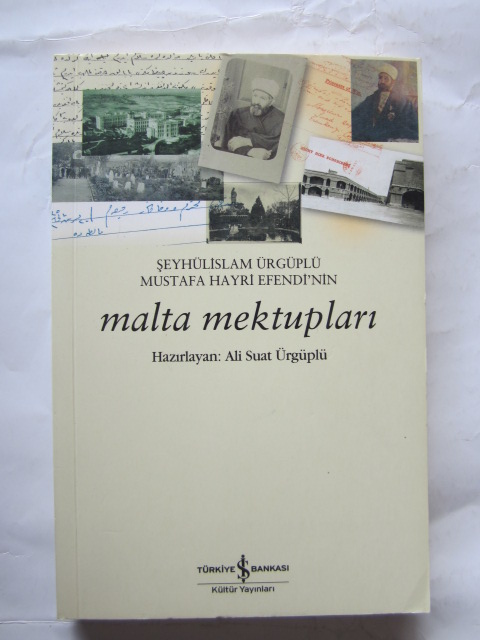 ŞEYHÜLİSLAM ÜRGÜPLÜ
MUSTAFA HAYRİ EFENDİ'NİN
malta mektupları
Hazırlayan: Ali Suat Ürgüplü
TÜRKİYE İŞ BANKASI
Kültür Yayınları